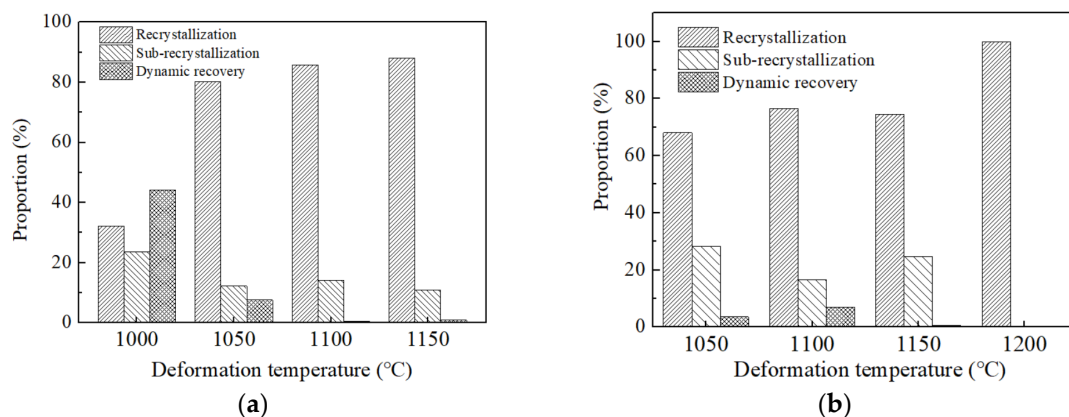 100
80
60
40
20
0
Proportion (%)
Recrystallization
Sub-recrystallization
Dynamic recovery
1000 1050 1100 1150
Deformation temperature (℃)
(a)
100
80
60
40
20
0
Proportion (%)
Recrystallization
Sub-recrystallization
Dynamic recovery
1050 1100 1150 1200
Deformation temperature (℃)
(b)